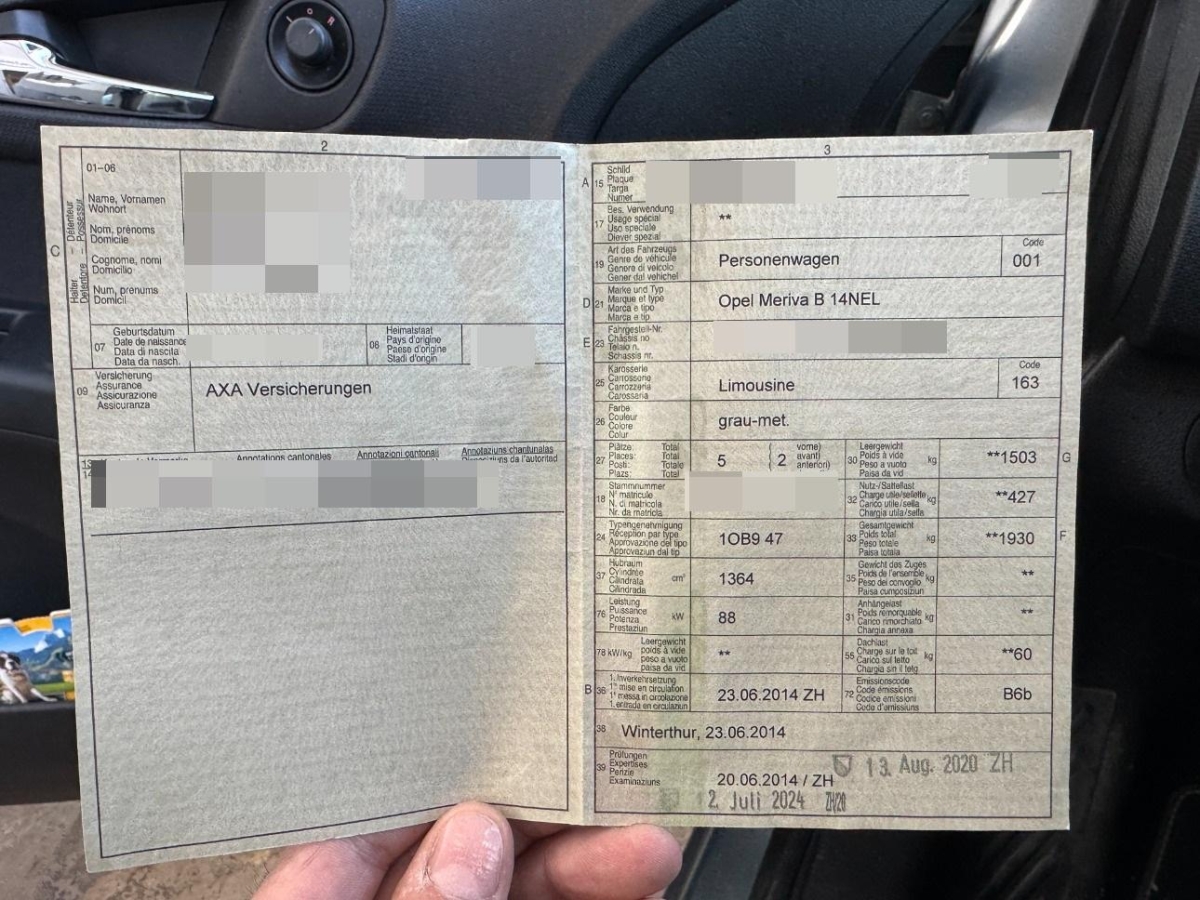 L O R
2
01-06
Halter – Détenteur
Detentore – Possessur
C
Name, Vornamen
Wohnort
Nom, prénoms
Domicile
Cognome, nomi
Domicilio
Num, prenums
Domicil
07
Geburtsdatum
Date de naissance
Data di nascita
Data da nasch.
08
Heimatstaat
Pays d'origine
Paese d'origine
Stadi d'origin
09
Versicherung
Assurance
Assicurazione
Assicuranza
AXA Versicherungen
Annotations cantonales
Annotazioni cantonali
Annotaziuns chantunalas
13
14
3
A
15
Schild
Plaque
Targa
Numer
17
Bes. Verwendung
Usage spécial
Uso speciale
Diever spezial
**
19
Art des Fahrzeugs
Genre de véhicule
Genere di veicolo
Gener dal vehichel
Personenwagen
Code
001
D
21
Marke und Typ
Marque et type
Marca e tipo
Marca e tip
Opel Meriva B 14NEL
E
23
Fahrgestell-Nr.
Châssis no
Telaio n.
Schassis nr.
25
Karosserie
Carrosserie
Carrozzeria
Carossaria
Limousine
Code
163
26
Farbe
Couleur
Colore
Colur
grau-met.
27
Plätze: Total
Places: Total
Posti: Totale
Plazs: Total
5 ( 2 vorne)
avant)
anteriori)
30
Leergewicht
Poids à vide
Peso a vuoto
Paisa da vid
kg
**1503
G
18
Stammnummer
N° matricule
N. di matricola
Nr. da matricla
32
Nutz-/Sattellast
Charge utile/sellette
Carico utile/sella
Chargia utila/sella
kg
**427
24
Typengenehmigung
Réception par type
Approvazione del tipo
Approvaziun dal tip
1OB9 47
33
Gesamtgewicht
Poids total
Peso totale
Paisa totala
kg
**1930
F
37
Hubraum
Cylindrée
Cilindrata
Cilindrada
cm³
1364
35
Gewicht des Zuges
Poids de l'ensemble
Peso del convoglio
Paisa cumposiziun
kg
**
76
Leistung
Puissance
Potenza
Prestaziun
kW
88
31
Anhängelast
Poids remorquable
Carico rimorchiato
Chargia annexa
kg
**
78 kW/kg
Leergewicht
poids à vide
peso a vuoto
paisa da vid
**
55
Dachlast
Charge sur le toit
Carico sul tetto
Chargia sin il tetg
kg
**60
B
36
1. Inverkehrsetzung
1re mise en circulation
1a messa in circolazione
1. entrada en circulaziun
23.06.2014 ZH
72
Emissionscode
Code émissions
Codice emissioni
Code d'emissiuns
B6b
38
Winterthur, 23.06.2014
39
Prüfungen
Expertises
Perizie
Examinaziuns
20.06.2014 / ZH
13. Aug. 2020 ZH
2. Juli 2024 ZH20